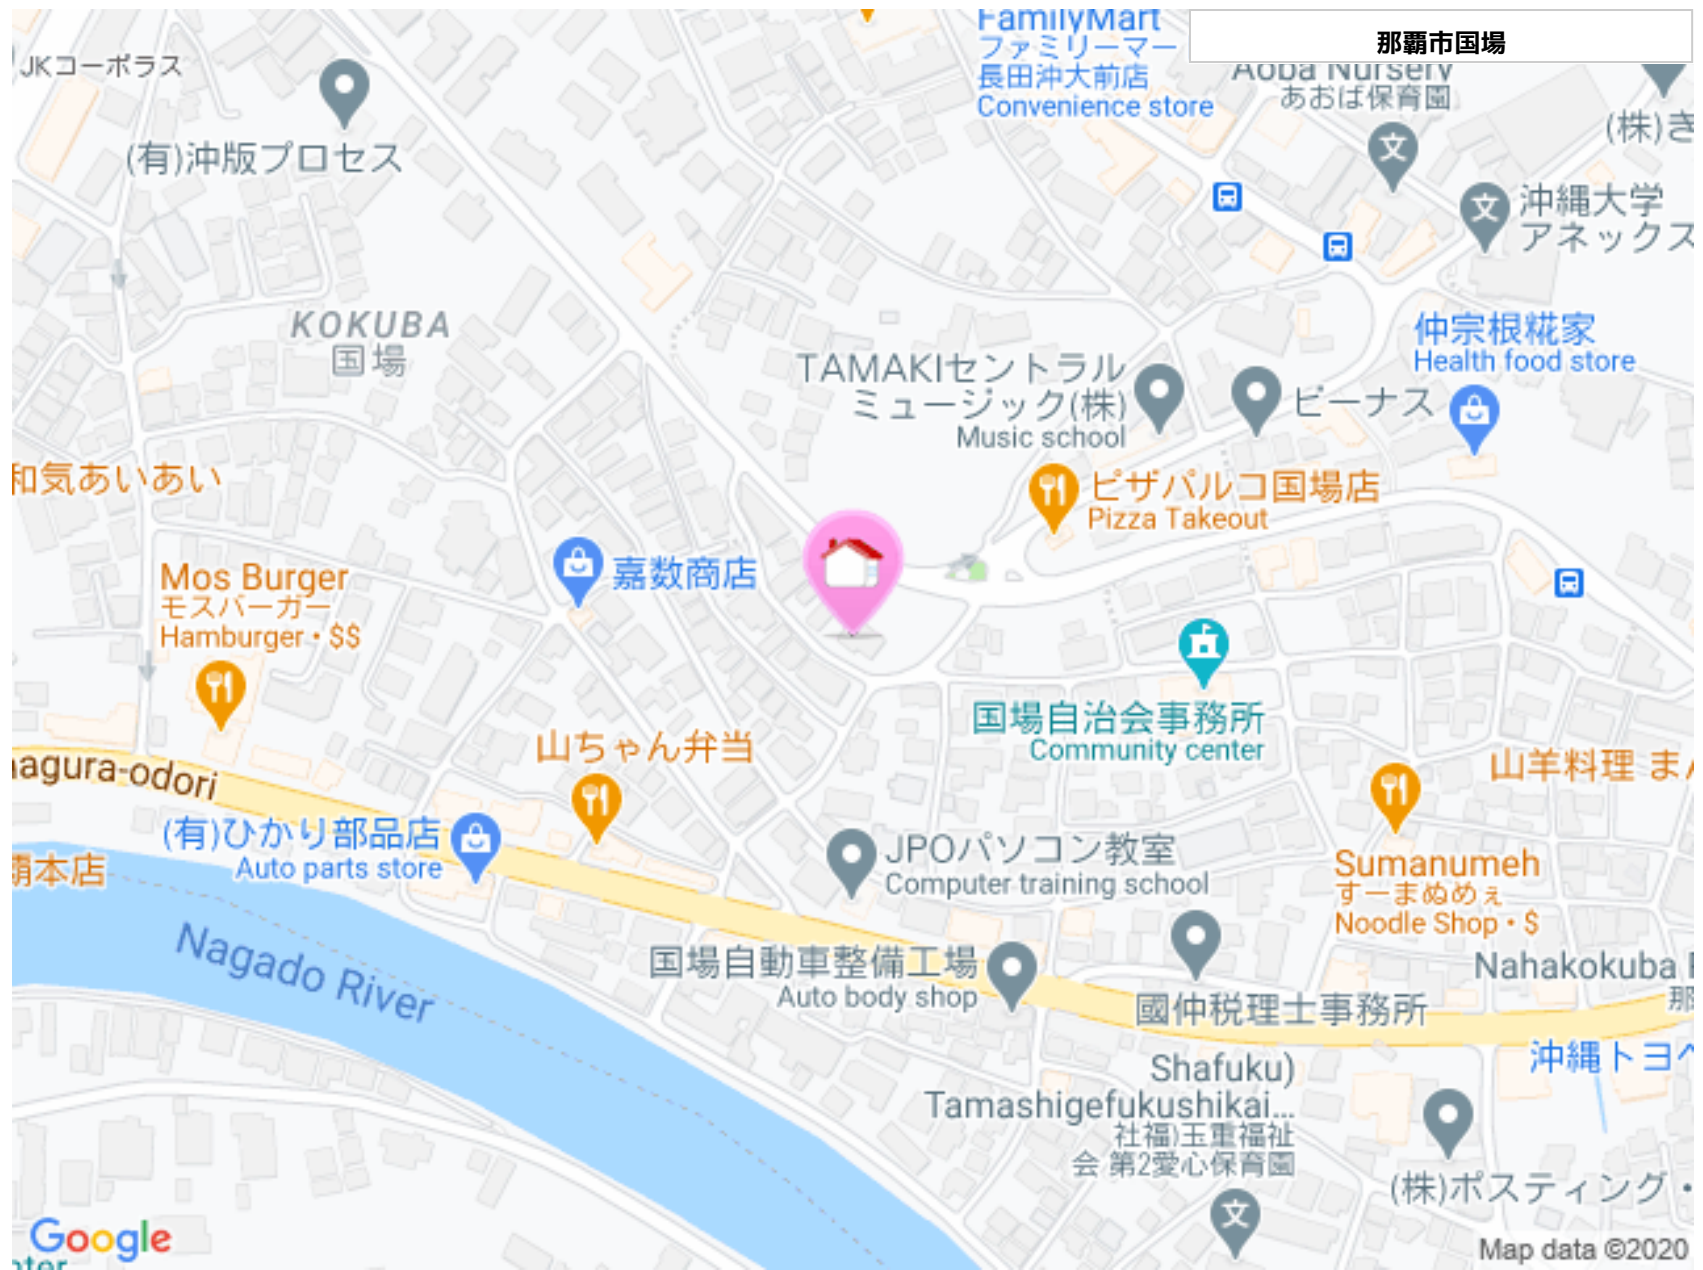 那覇市国場
FamilyMart
ファミリーマー
長田沖大前店
Convenience store
Aoba Nursery
あおば保育園
JKコーポラス
(有)沖版プロセス
(株)き
沖縄大学
アネックス
KOKUBA
国場
仲宗根糀家
Health food store
TAMAKIセントラル
ミュージック(株)
Music school
ビーナス
和気あいあい
ピザパルコ国場店
Pizza Takeout
Mos Burger
モスバーガー
Hamburger・$$
嘉数商店
国場自治会事務所
Community center
山ちゃん弁当
山羊料理 ま
nagura-odori
(有)ひかり部品店
Auto parts store
覇本店
JPOパソコン教室
Computer training school
Sumanumeh
すーまぬめぇ
Noodle Shop・$
Nagado River
国場自動車整備工場
Auto body shop
國仲税理士事務所
Nahakokuba
那
沖縄トヨペ
Shafuku)
Tamashigefukushikai...
社福)玉重福祉
会 第2愛心保育園
(株)ポスティング・
Google
Map data ©2020